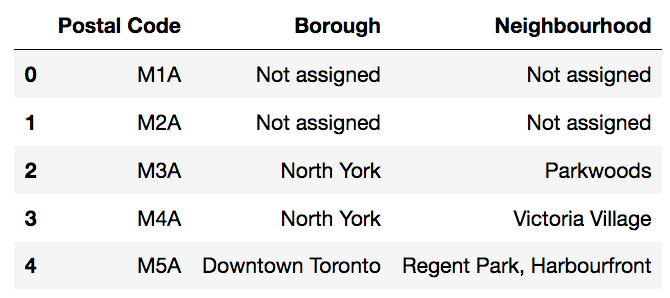 Postal Code Borough Neighbourhood
0 M1A Not assigned Not assigned
1 M2A Not assigned Not assigned
2 M3A North York Parkwoods
3 M4A North York Victoria Village
4 M5A Downtown Toronto Regent Park, Harbourfront